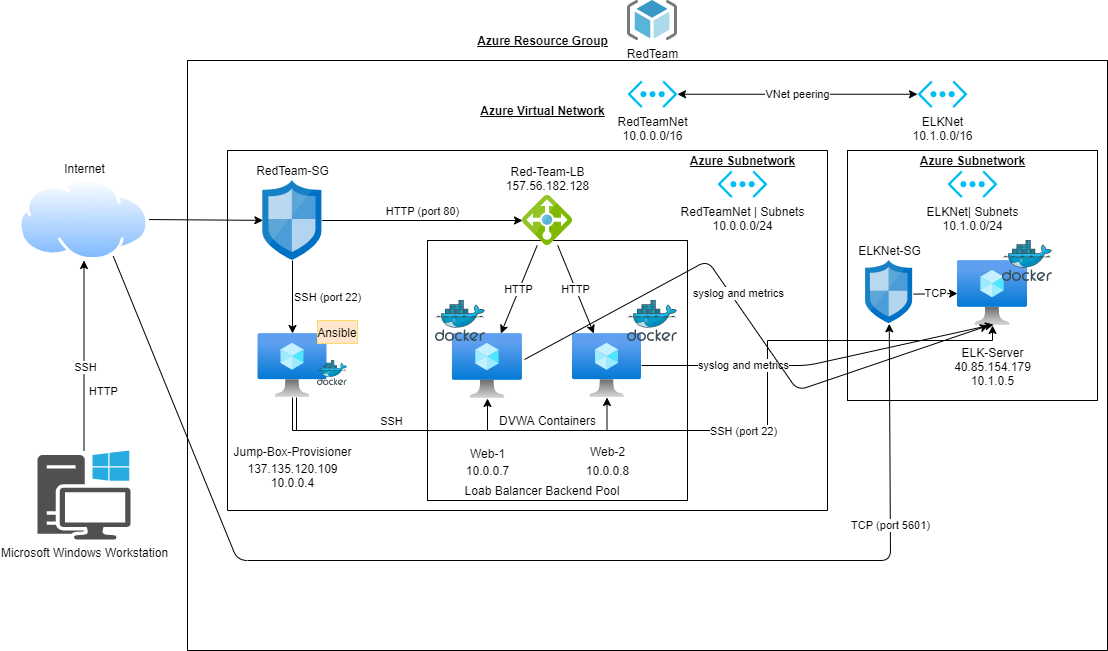 Azure Resource Group
RedTeam
Azure Virtual Network
VNet peering
RedTeamNet
10.0.0.0/16
ELKNet
10.1.0.0/16
Internet
RedTeam-SG
Red-Team-LB
157.56.182.128
Azure Subnetwork
RedTeamNet | Subnets
10.0.0.0/24
Azure Subnetwork
ELKNet| Subnets
10.1.0.0/24
HTTP (port 80)
ELKNet-SG
docker
TCP
HTTP
HTTP
syslog and metrics
SSH (port 22)
Ansible
docker
docker
docker
ELK-Server
40.85.154.179
10.1.0.5
syslog and metrics
SSH
HTTP
SSH
DVWA Containers
SSH (port 22)
Jump-Box-Provisioner
137.135.120.109
10.0.0.4
Web-1
10.0.0.7
Web-2
10.0.0.8
Loab Balancer Backend Pool
TCP (port 5601)
Microsoft Windows Workstation